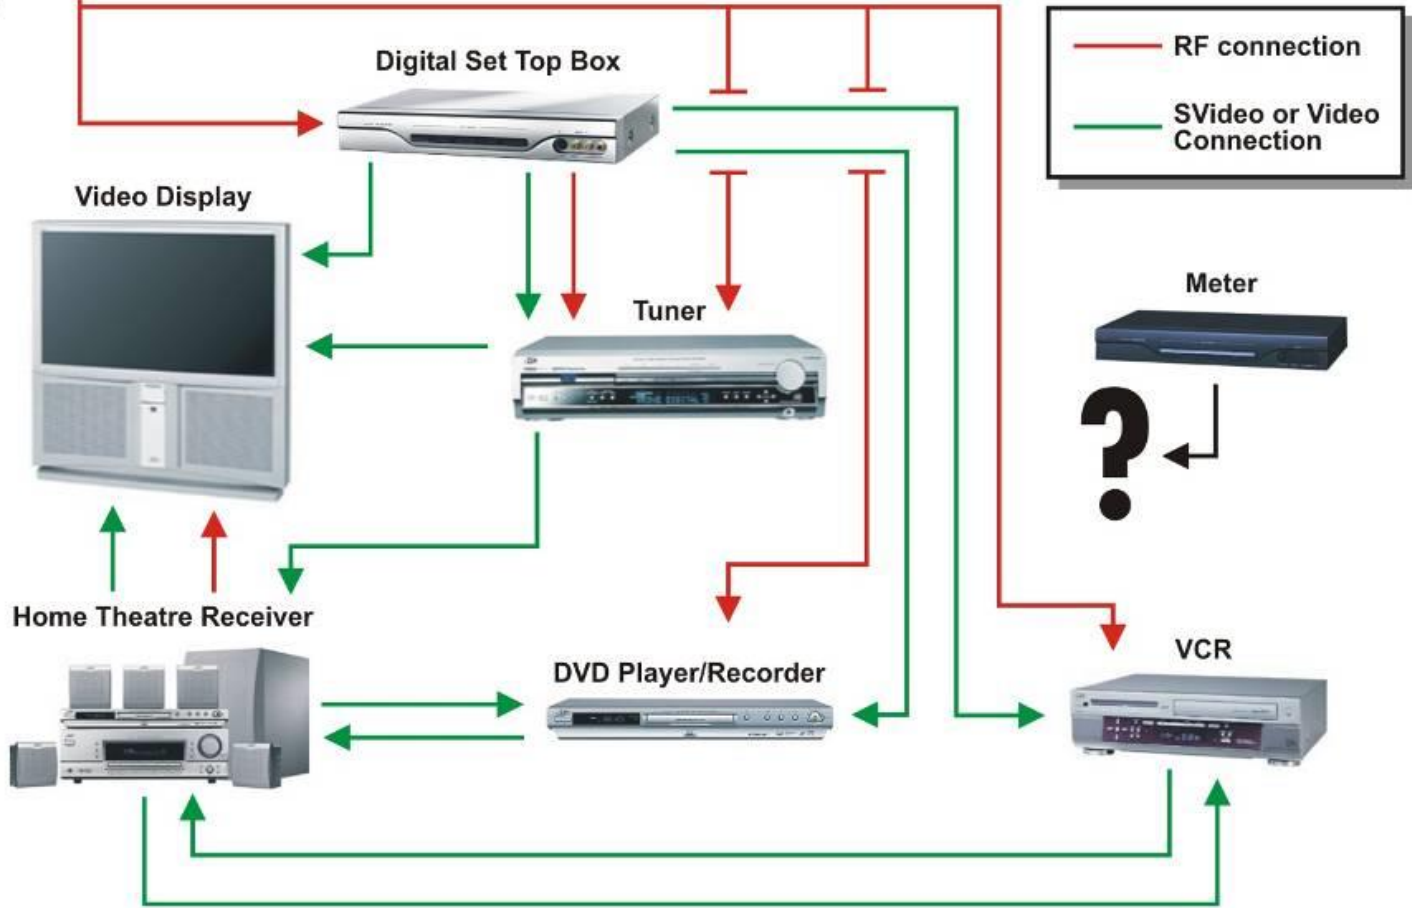 RF connection
Digital Set Top Box
SVideo or Video
Connection
Video Display
Meter
Tuner
?
Home Theatre Receiver
VCR
DVD Player/Recorder